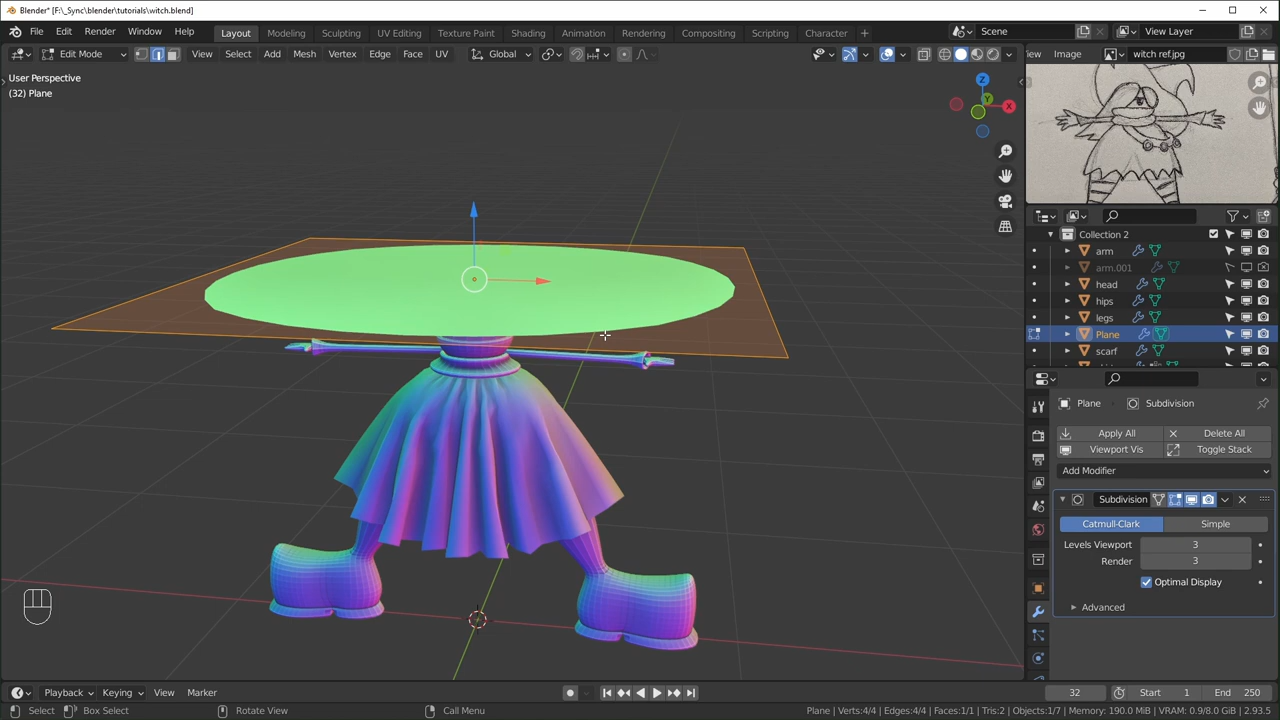 Blender* [F:\_Sync\blender\tutorials\witch.blend]
File Edit Render Window Help Layout Modeling Sculpting UV Editing Texture Paint Shading Animation Rendering Compositing Scripting Character + Scene View Layer
Edit Mode View Select Add Mesh Vertex Edge Face UV Global iew Image witch ref.jpg
User Perspective
(32) Plane
Z
Y
X
Collection 2
arm
arm.001
head
hips
legs
Plane
scarf
Plane Subdivision
Apply All Delete All
Viewport Vis Toggle Stack
Add Modifier
Subdivision
Catmull-Clark Simple
Levels Viewport 3
Render 3
Optimal Display
Advanced
Playback Keying View Marker 32 Start 1 End 250
Select Box Select Rotate View Call Menu Plane | Verts:4/4 | Edges:4/4 | Faces:1/1 | Tris:2 | Objects:1/7 | Memory: 190.0 MiB | VRAM: 0.9/8.0 GiB | 2.93.5